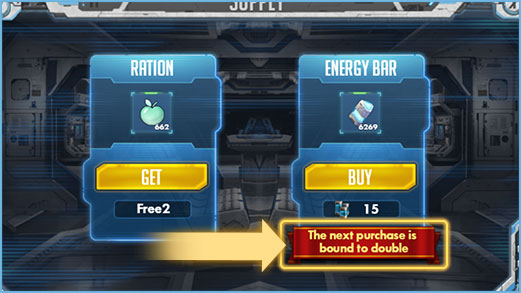 SUPPLY
RATION
662
GET
Free2
ENERGY BAR
6269
BUY
15
The next purchase is
bound to double